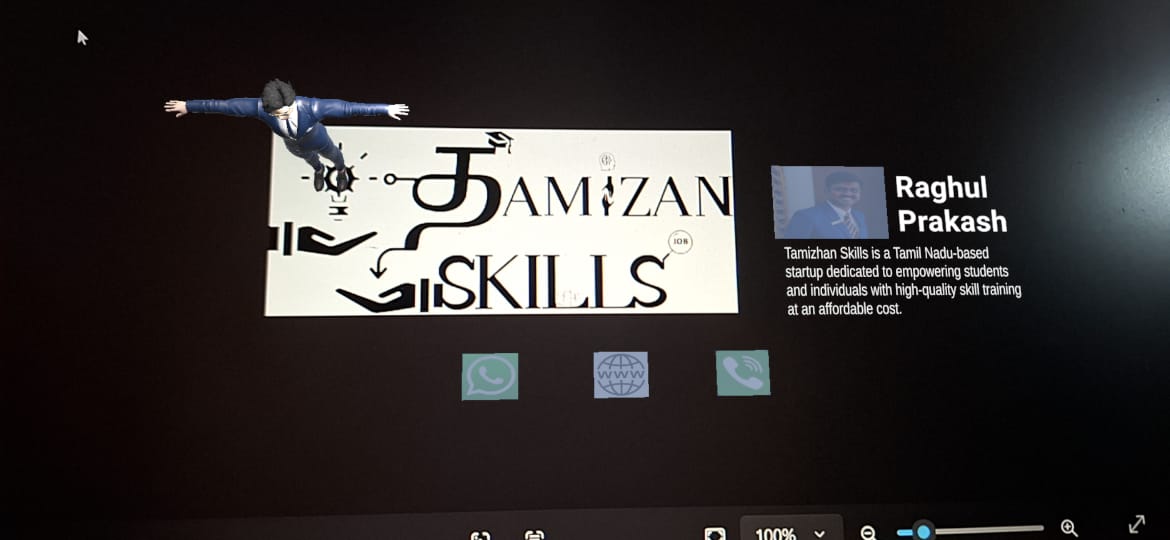 தAMIZAN
SKILLS
JOB
Raghul
Prakash
Tamizhan Skills is a Tamil Nadu-based
startup dedicated to empowering students
and individuals with high-quality skill training
at an affordable cost.
WWW
100%